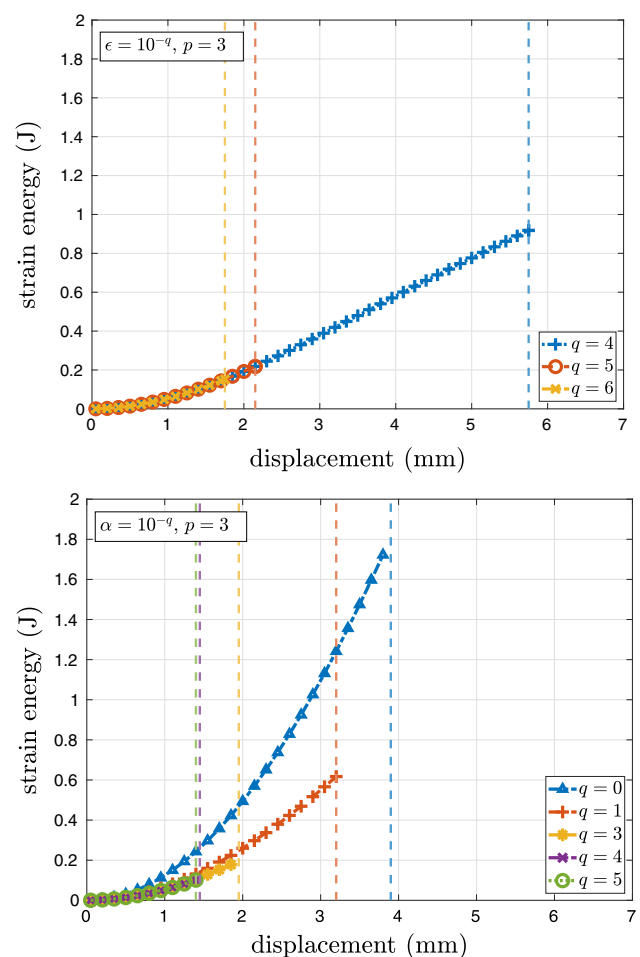 2
ϵ = 10⁻q, p = 3
1.8
1.6
1.4
1.2
1
0.8
0.6
0.4
0.2
0
strain energy (J)
q = 4
q = 5
q = 6
0 1 2 3 4 5 6 7
displacement (mm)
2
α = 10⁻q, p = 3
1.8
1.6
1.4
1.2
1
0.8
0.6
0.4
0.2
0
strain energy (J)
q = 0
q = 1
q = 3
q = 4
q = 5
0 1 2 3 4 5 6 7
displacement (mm)